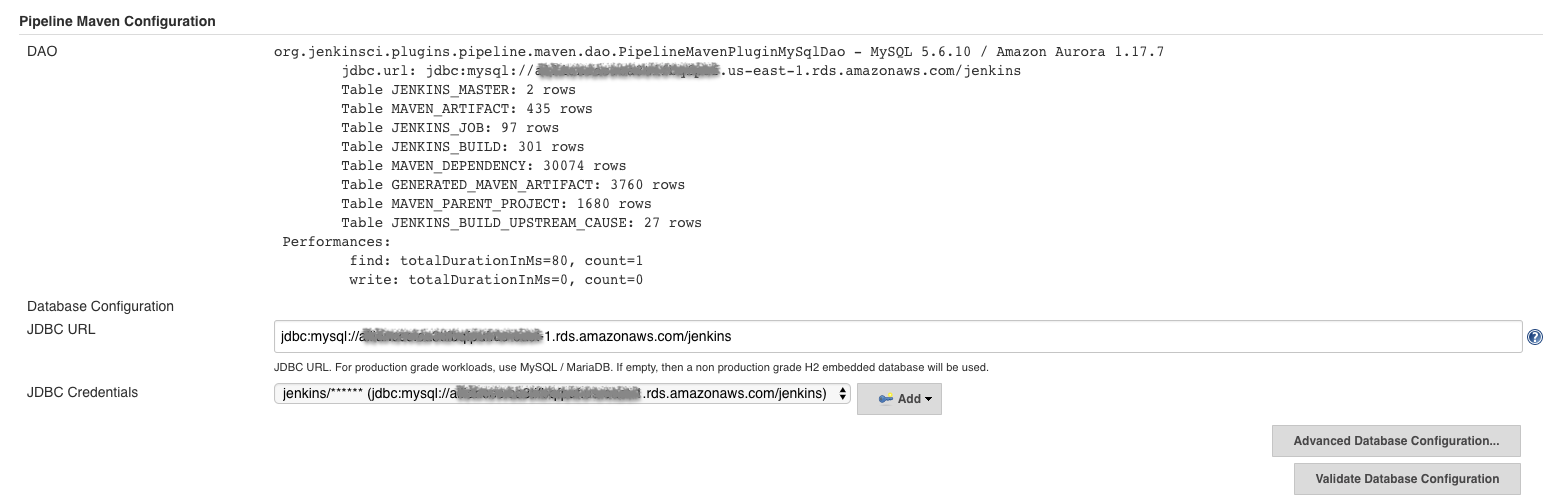 Pipeline Maven Configuration
DAO
org.jenkinsci.plugins.pipeline.maven.dao.PipelineMavenPluginMySqlDao - MySQL 5.6.10 / Amazon Aurora 1.17.7
jdbc.url: jdbc:mysql://a .us-east-1.rds.amazonaws.com/jenkins
Table JENKINS_MASTER: 2 rows
Table MAVEN_ARTIFACT: 435 rows
Table JENKINS_JOB: 97 rows
Table JENKINS_BUILD: 301 rows
Table MAVEN_DEPENDENCY: 30074 rows
Table GENERATED_MAVEN_ARTIFACT: 3760 rows
Table MAVEN_PARENT_PROJECT: 1680 rows
Table JENKINS_BUILD_UPSTREAM_CAUSE: 27 rows
Performances:
find: totalDurationInMs=80, count=1
write: totalDurationInMs=0, count=0
Database Configuration
JDBC URL
jdbc:mysql://a -1.rds.amazonaws.com/jenkins
JDBC URL. For production grade workloads, use MySQL / MariaDB. If empty, then a non production grade H2 embedded database will be used.
JDBC Credentials
jenkins/****** (jdbc:mysql://a .rds.amazonaws.com/jenkins)
Add
Advanced Database Configuration...
Validate Database Configuration